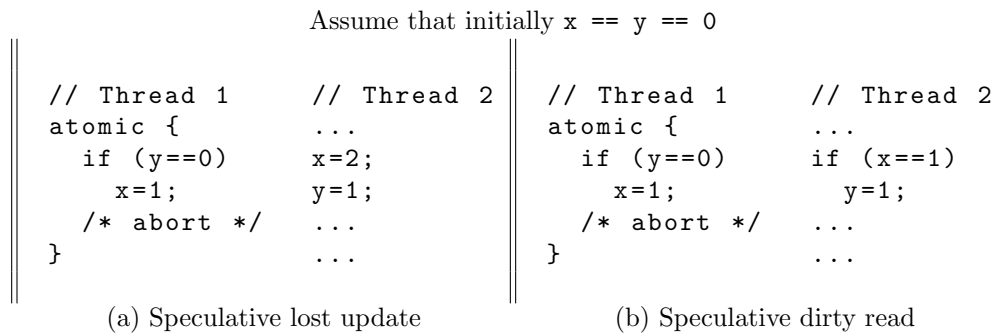 Assume that initially x == y == 0
// Thread 1
atomic {
if (y==0)
x=1;
/* abort */
}
// Thread 2
...
x=2;
y=1;
...
...
(a) Speculative lost update
// Thread 1
atomic {
if (y==0)
x=1;
/* abort */
}
// Thread 2
...
if (x==1)
y=1;
...
...
(b) Speculative dirty read